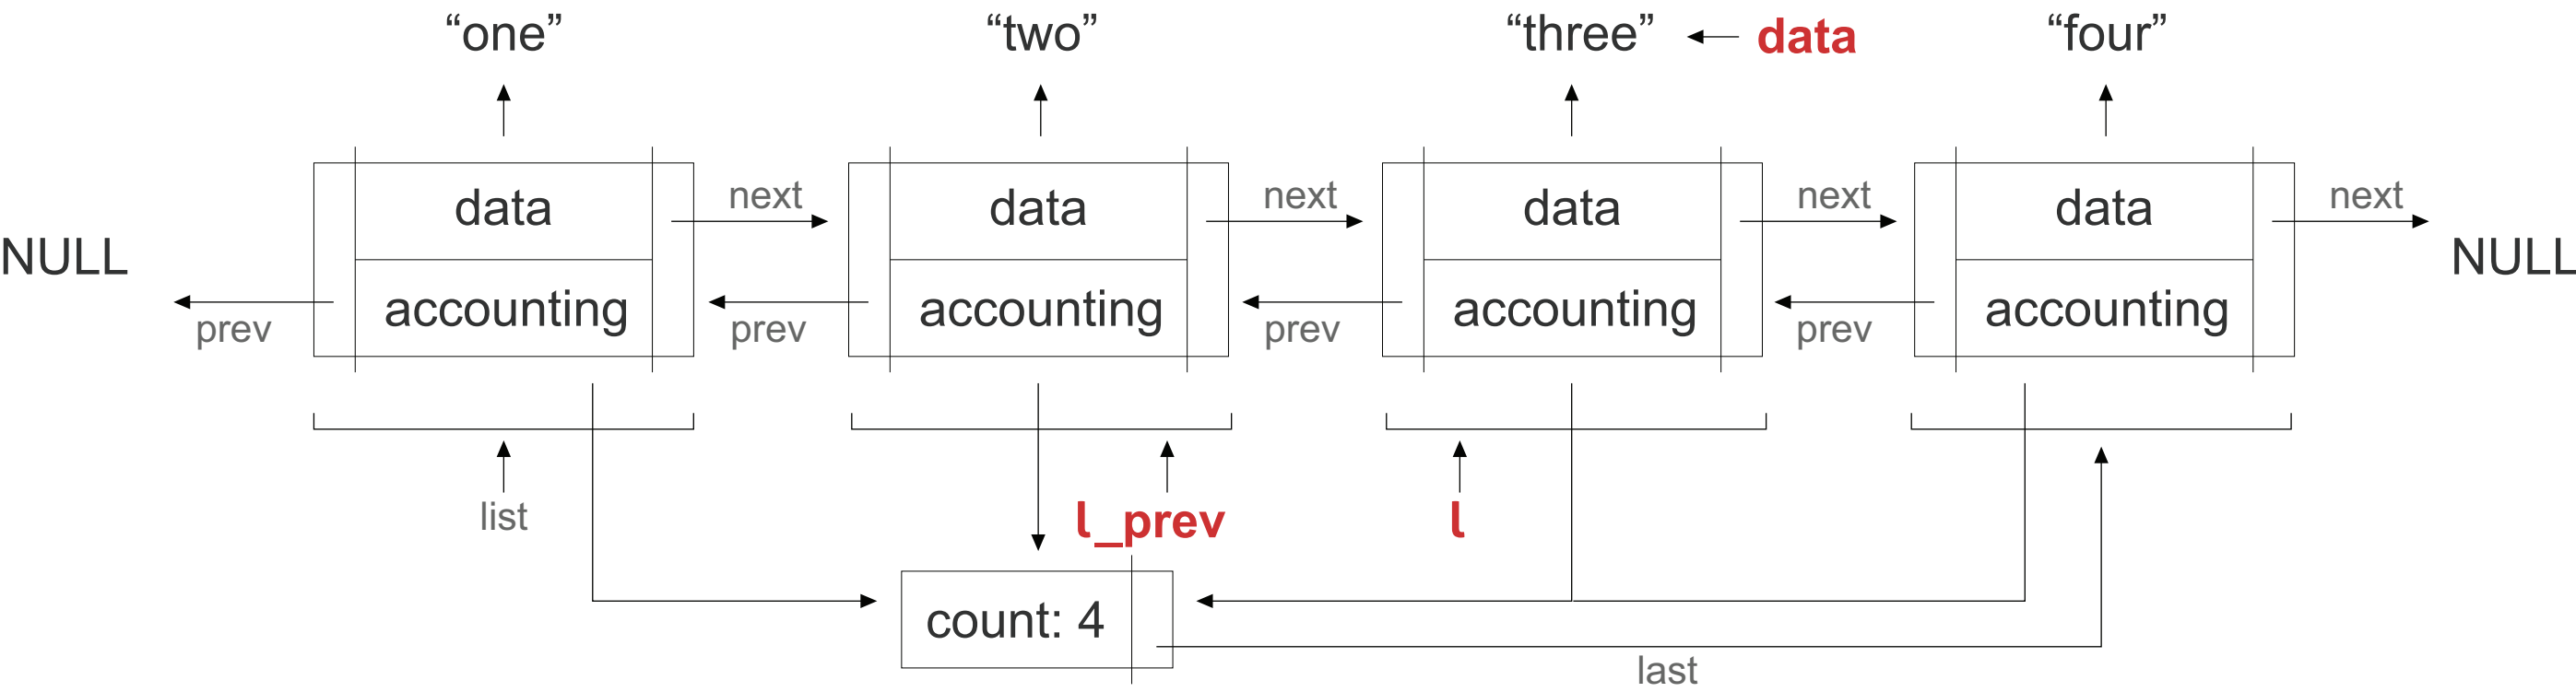 “one”
“two”
“three”
data
“four”
data
next
data
next
data
next
data
next
NULL
NULL
accounting
accounting
accounting
accounting
prev
prev
prev
prev
list
l_prev
l
count: 4
last